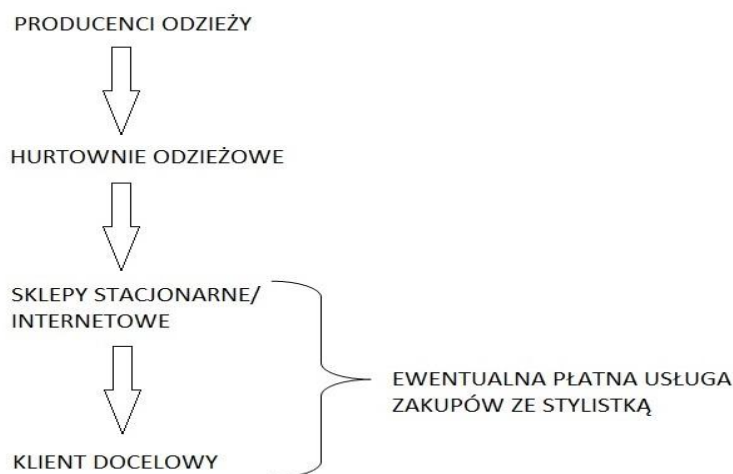 PRODUCENCI ODZIEŻY
HURTOWNIE ODZIEŻOWE
SKLEPY STACJONARNE/
INTERNETOWE
EWENTUALNA PŁATNA USŁUGA
ZAKUPÓW ZE STYLISTKĄ
KLIENT DOCELOWY